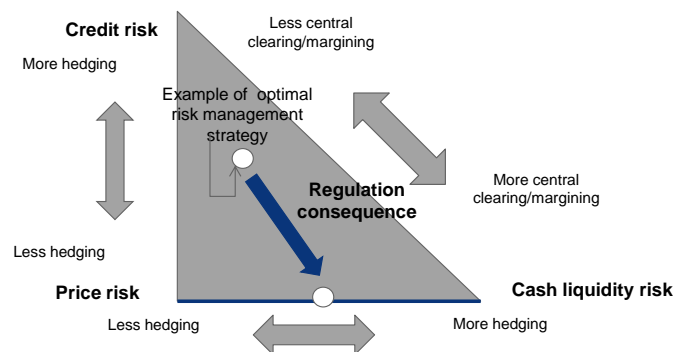 Credit risk
Less central
clearing/margining
More hedging
Example of optimal
risk management
strategy
Regulation
consequence
More central
clearing/margining
Less hedging
Price risk
Cash liquidity risk
Less hedging
More hedging